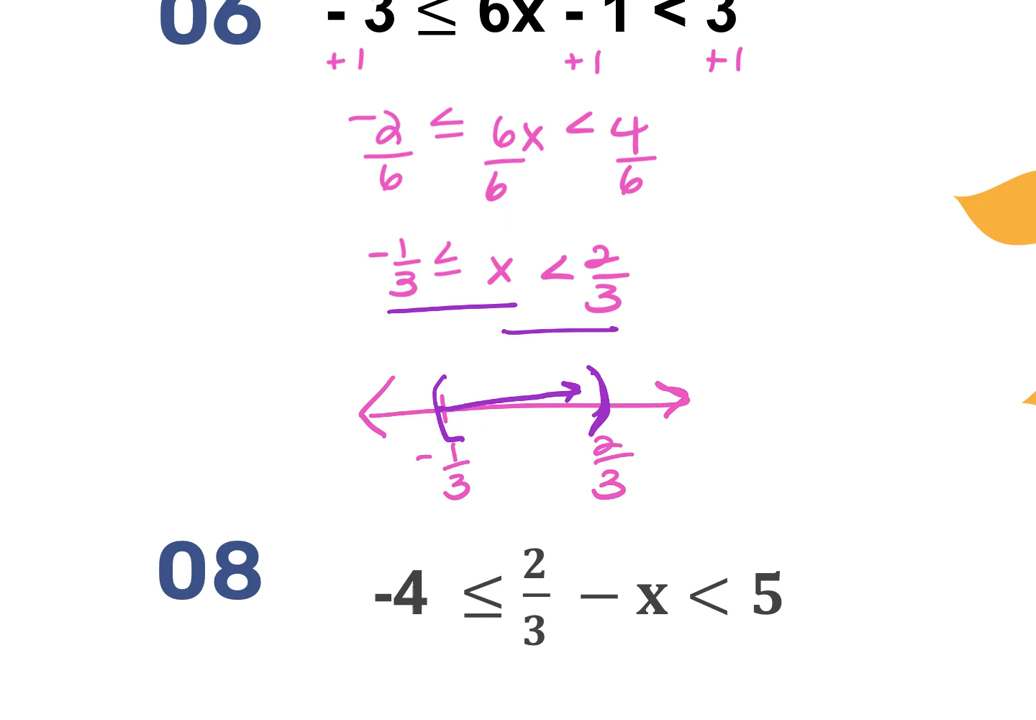 06 - 3 ≤ 6x - 1 < 3
+1 +1 +1
-2/6 ≤ 6x/6 < 4/6
-1/3 ≤ x < 2/3
-1/3 2/3
08 -4 ≤ 2/3 − x < 5